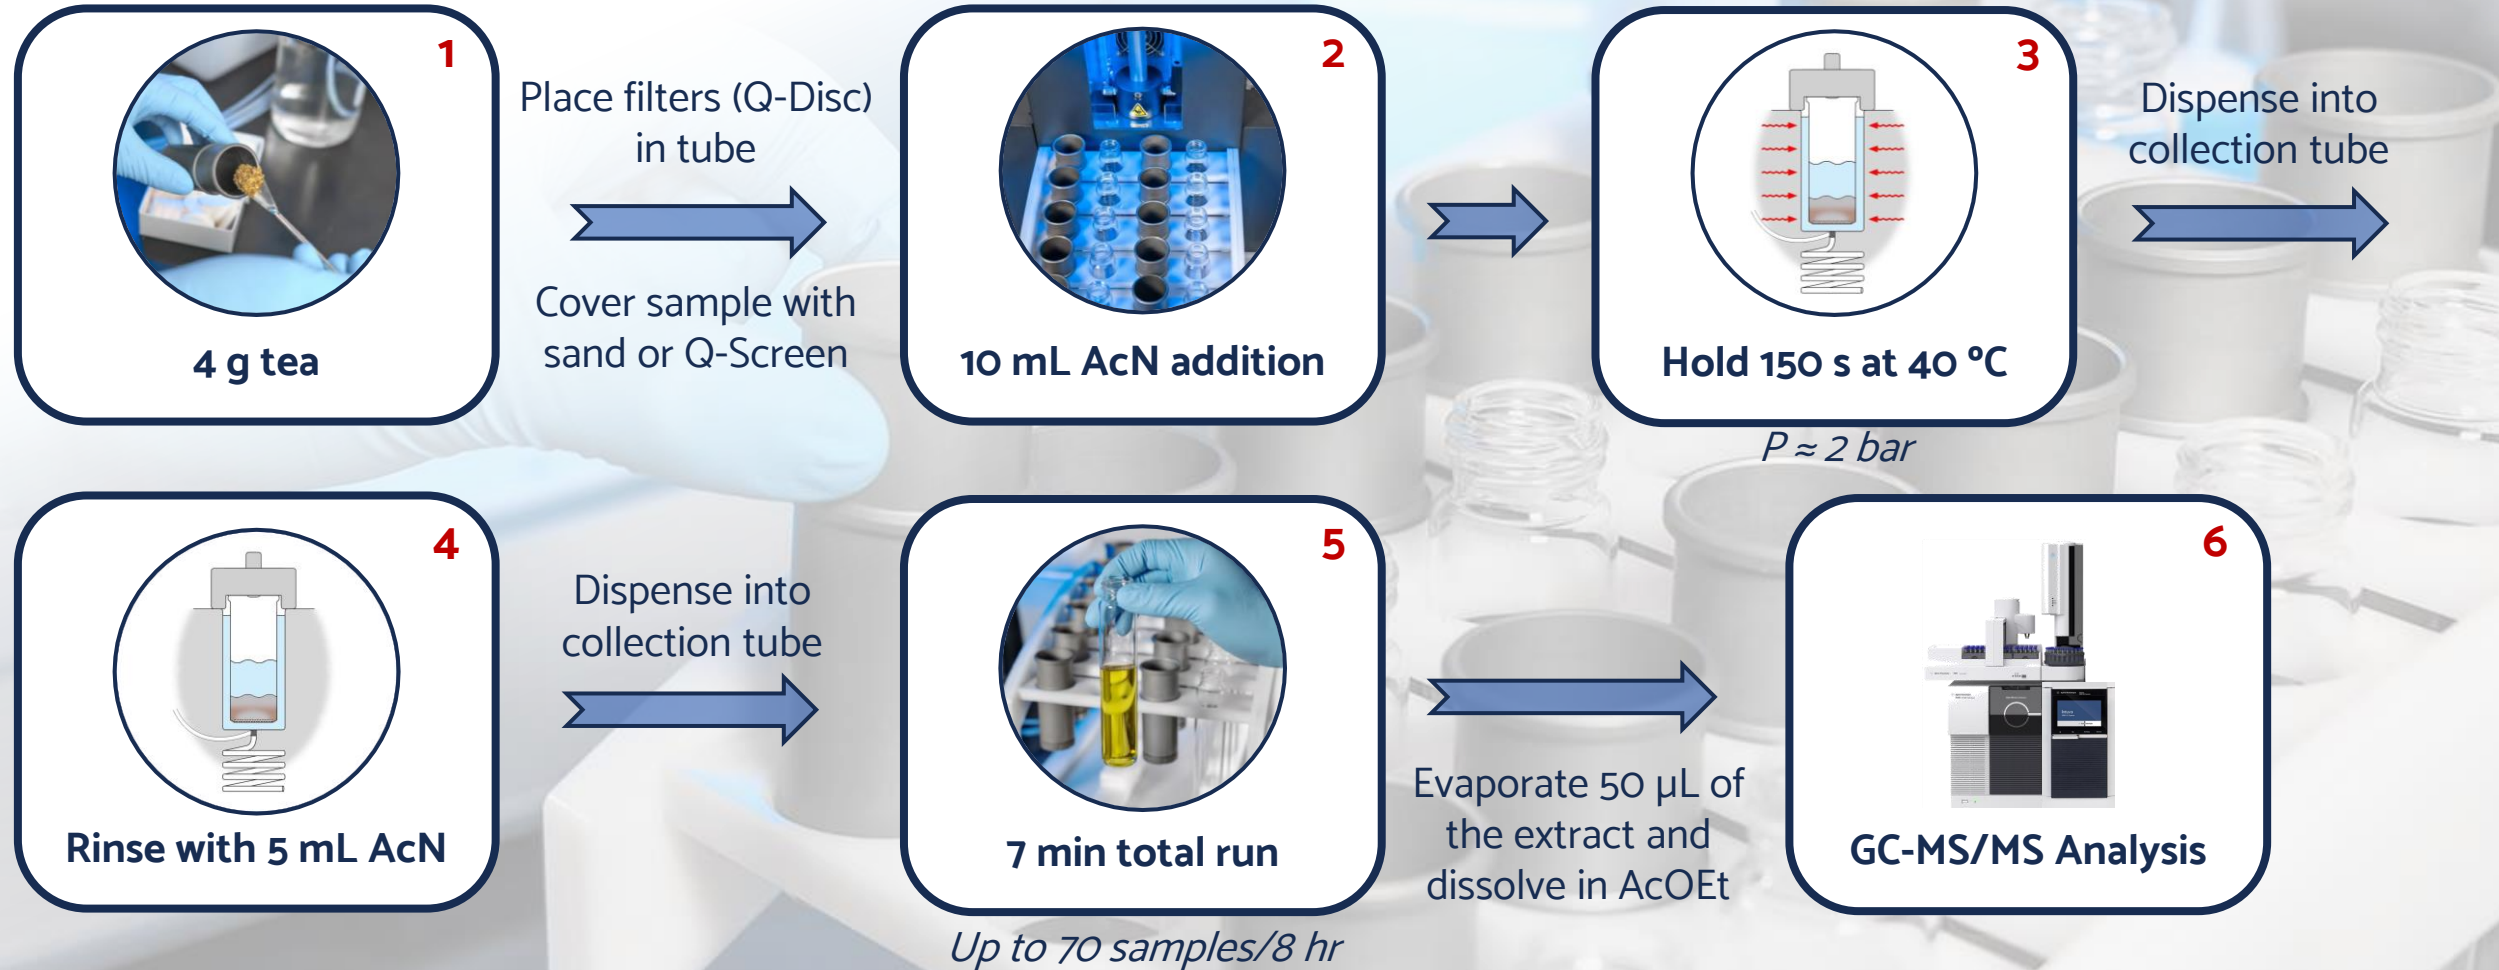 1
4 g tea
Place filters (Q-Disc)
in tube
Cover sample with
sand or Q-Screen
2
10 mL AcN addition
3
Hold 150 s at 40 ºC
P ≈ 2 bar
Dispense into
collection tube
4
Rinse with 5 mL AcN
Dispense into
collection tube
5
7 min total run
Up to 70 samples/8 hr
Evaporate 50 µL of
the extract and
dissolve in AcOEt
6
GC-MS/MS Analysis